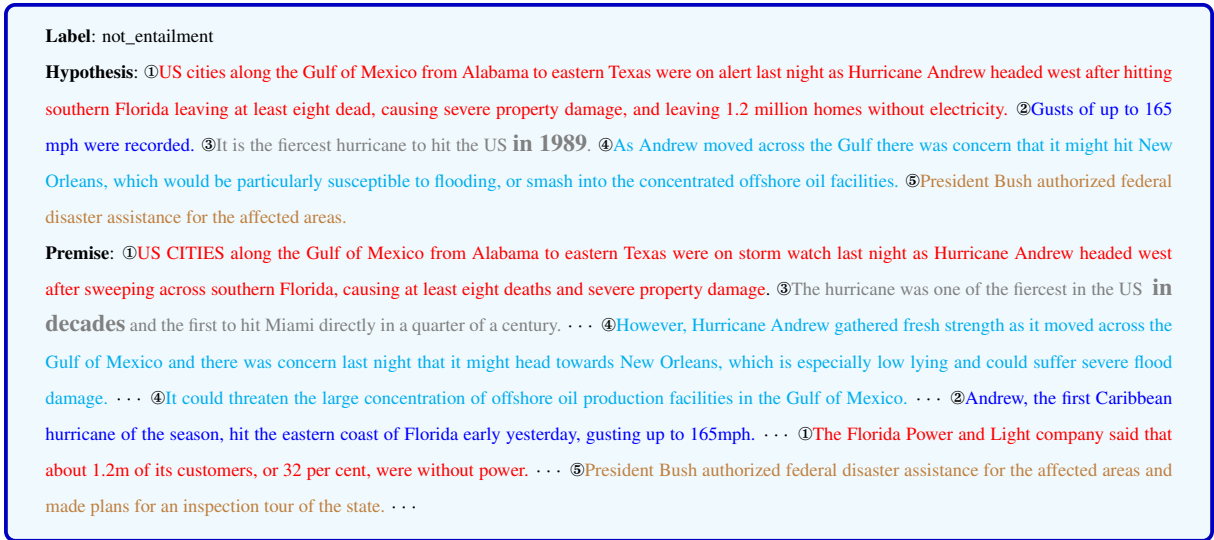 Label: not_entailment
Hypothesis: ①US cities along the Gulf of Mexico from Alabama to eastern Texas were on alert last night as Hurricane Andrew headed west after hitting
southern Florida leaving at least eight dead, causing severe property damage, and leaving 1.2 million homes without electricity. ②Gusts of up to 165
mph were recorded. ③It is the fiercest hurricane to hit the US in 1989. ④As Andrew moved across the Gulf there was concern that it might hit New
Orleans, which would be particularly susceptible to flooding, or smash into the concentrated offshore oil facilities. ⑤President Bush authorized federal
disaster assistance for the affected areas.
Premise: ①US CITIES along the Gulf of Mexico from Alabama to eastern Texas were on storm watch last night as Hurricane Andrew headed west
after sweeping across southern Florida, causing at least eight deaths and severe property damage. ③The hurricane was one of the fiercest in the US in
decades and the first to hit Miami directly in a quarter of a century. · · · ④However, Hurricane Andrew gathered fresh strength as it moved across the
Gulf of Mexico and there was concern last night that it might head towards New Orleans, which is especially low lying and could suffer severe flood
damage. · · · ④It could threaten the large concentration of offshore oil production facilities in the Gulf of Mexico. · · · ②Andrew, the first Caribbean
hurricane of the season, hit the eastern coast of Florida early yesterday, gusting up to 165mph. · · · ①The Florida Power and Light company said that
about 1.2m of its customers, or 32 per cent, were without power. · · · ⑤President Bush authorized federal disaster assistance for the affected areas and
made plans for an inspection tour of the state. · · ·